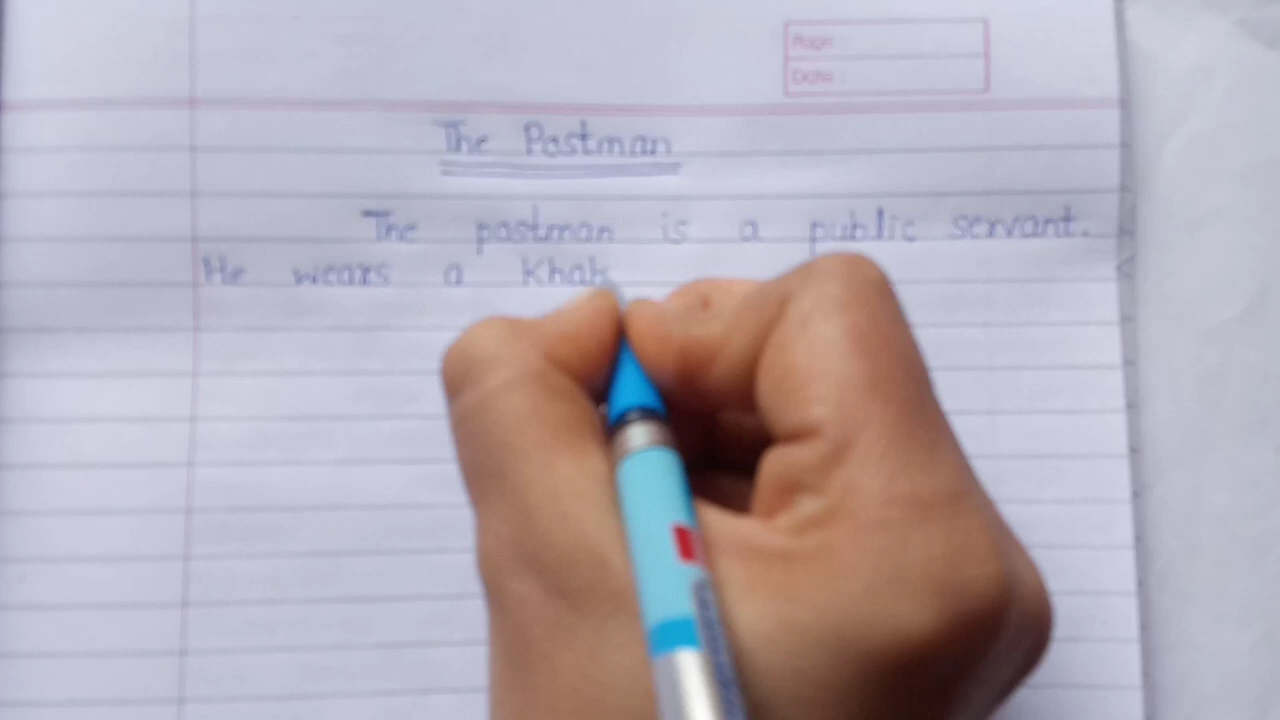 Page :
Date :
The Postman
The postman is a public servant.
He wears a Khak